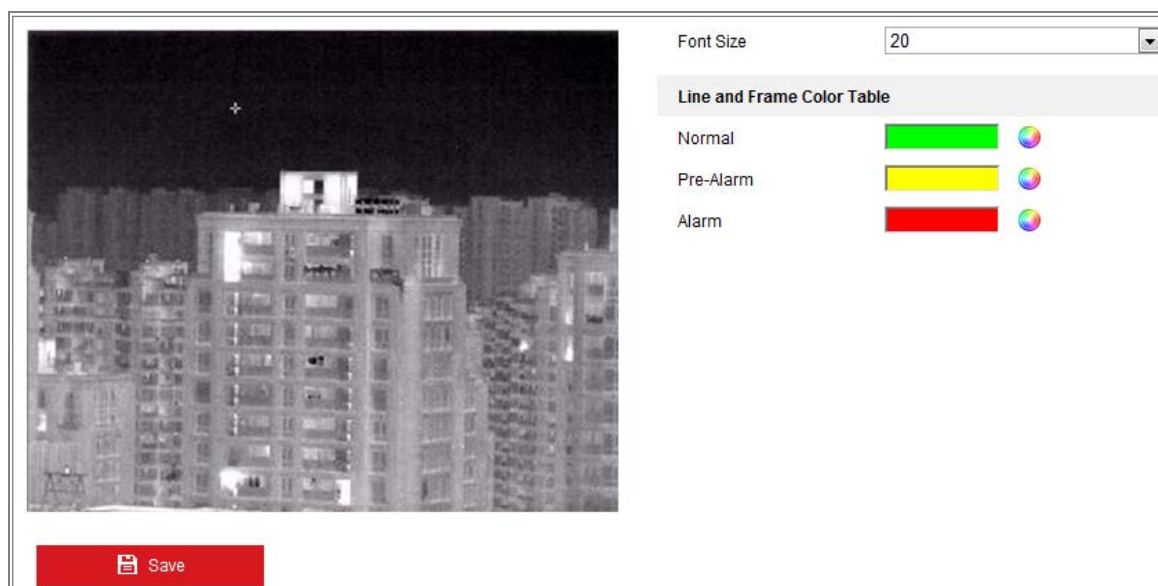 Font Size 20
Line and Frame Color Table
Normal
Pre-Alarm
Alarm
Save